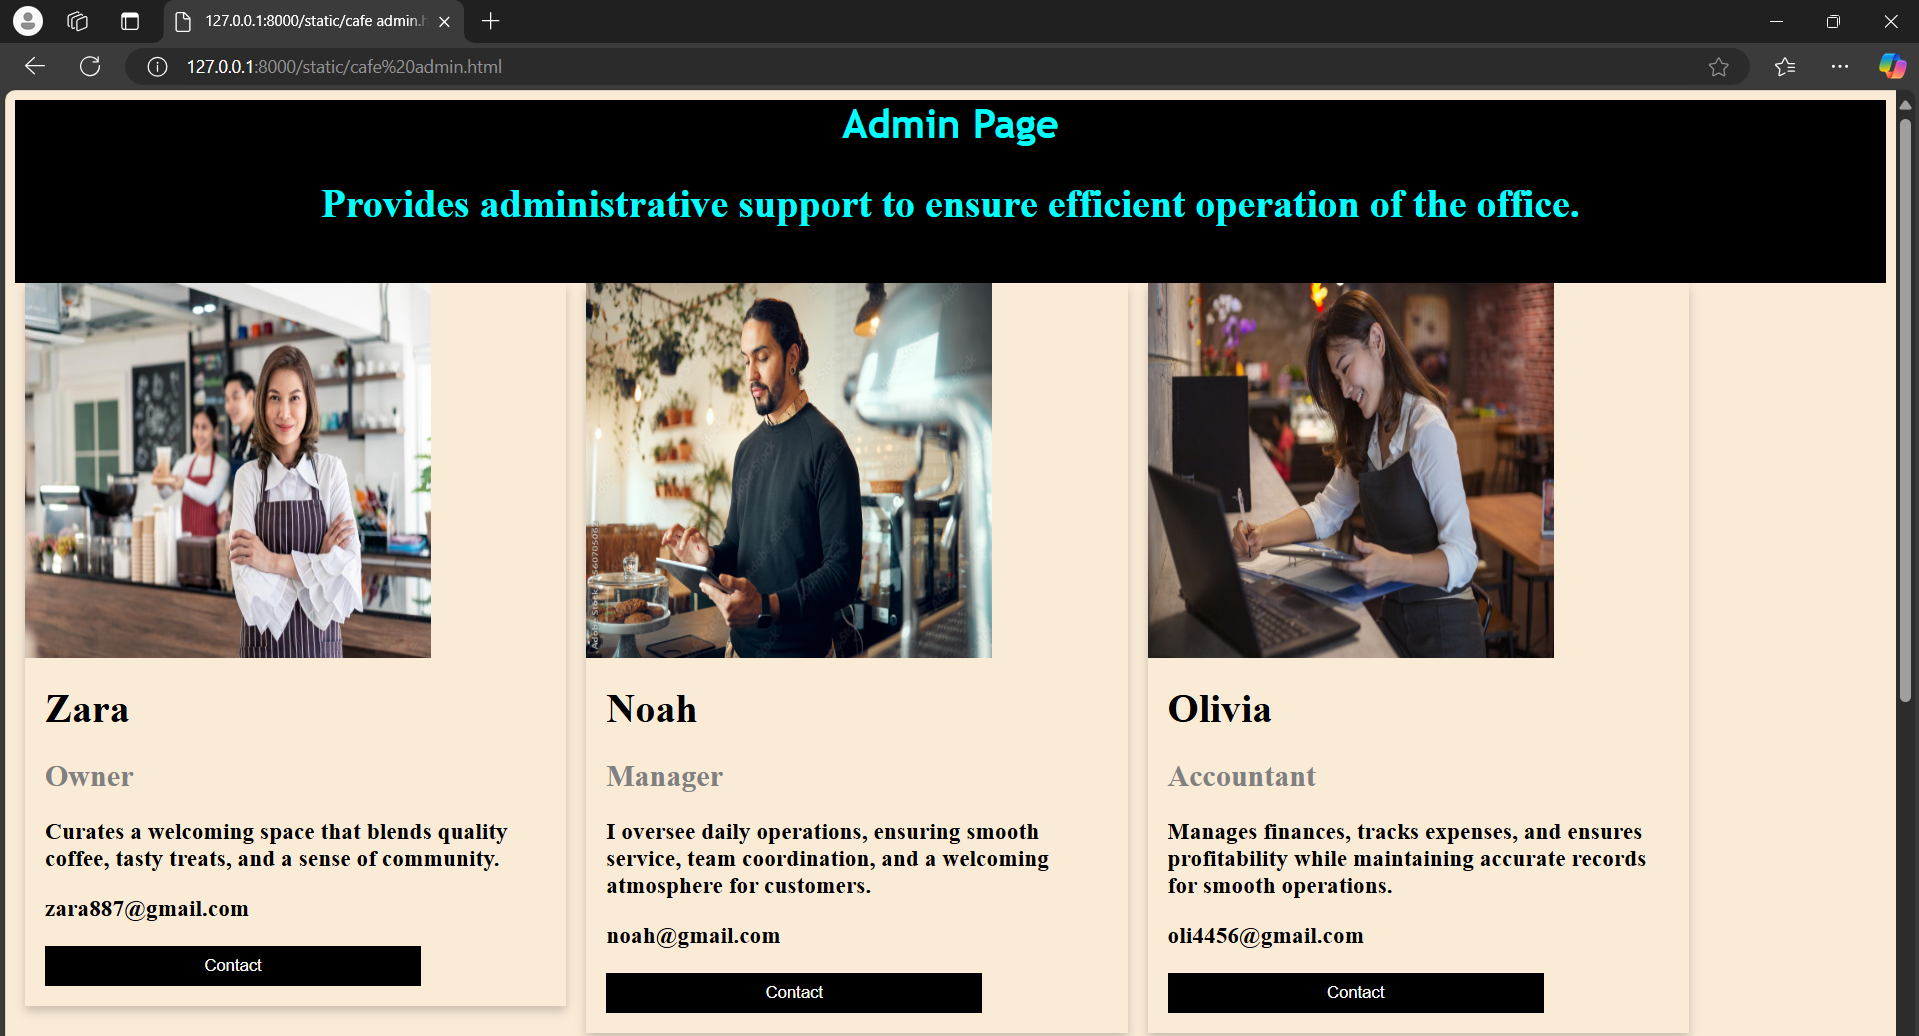 127.0.0.1:8000/static/cafe admin.h
127.0.0.1:8000/static/cafe%20admin.html
Admin Page
Provides administrative support to ensure efficient operation of the office.
Zara
Owner
Curates a welcoming space that blends quality
coffee, tasty treats, and a sense of community.
zara887@gmail.com
Contact
Noah
Manager
I oversee daily operations, ensuring smooth
service, team coordination, and a welcoming
atmosphere for customers.
noah@gmail.com
Contact
Olivia
Accountant
Manages finances, tracks expenses, and ensures
profitability while maintaining accurate records
for smooth operations.
oli4456@gmail.com
Contact